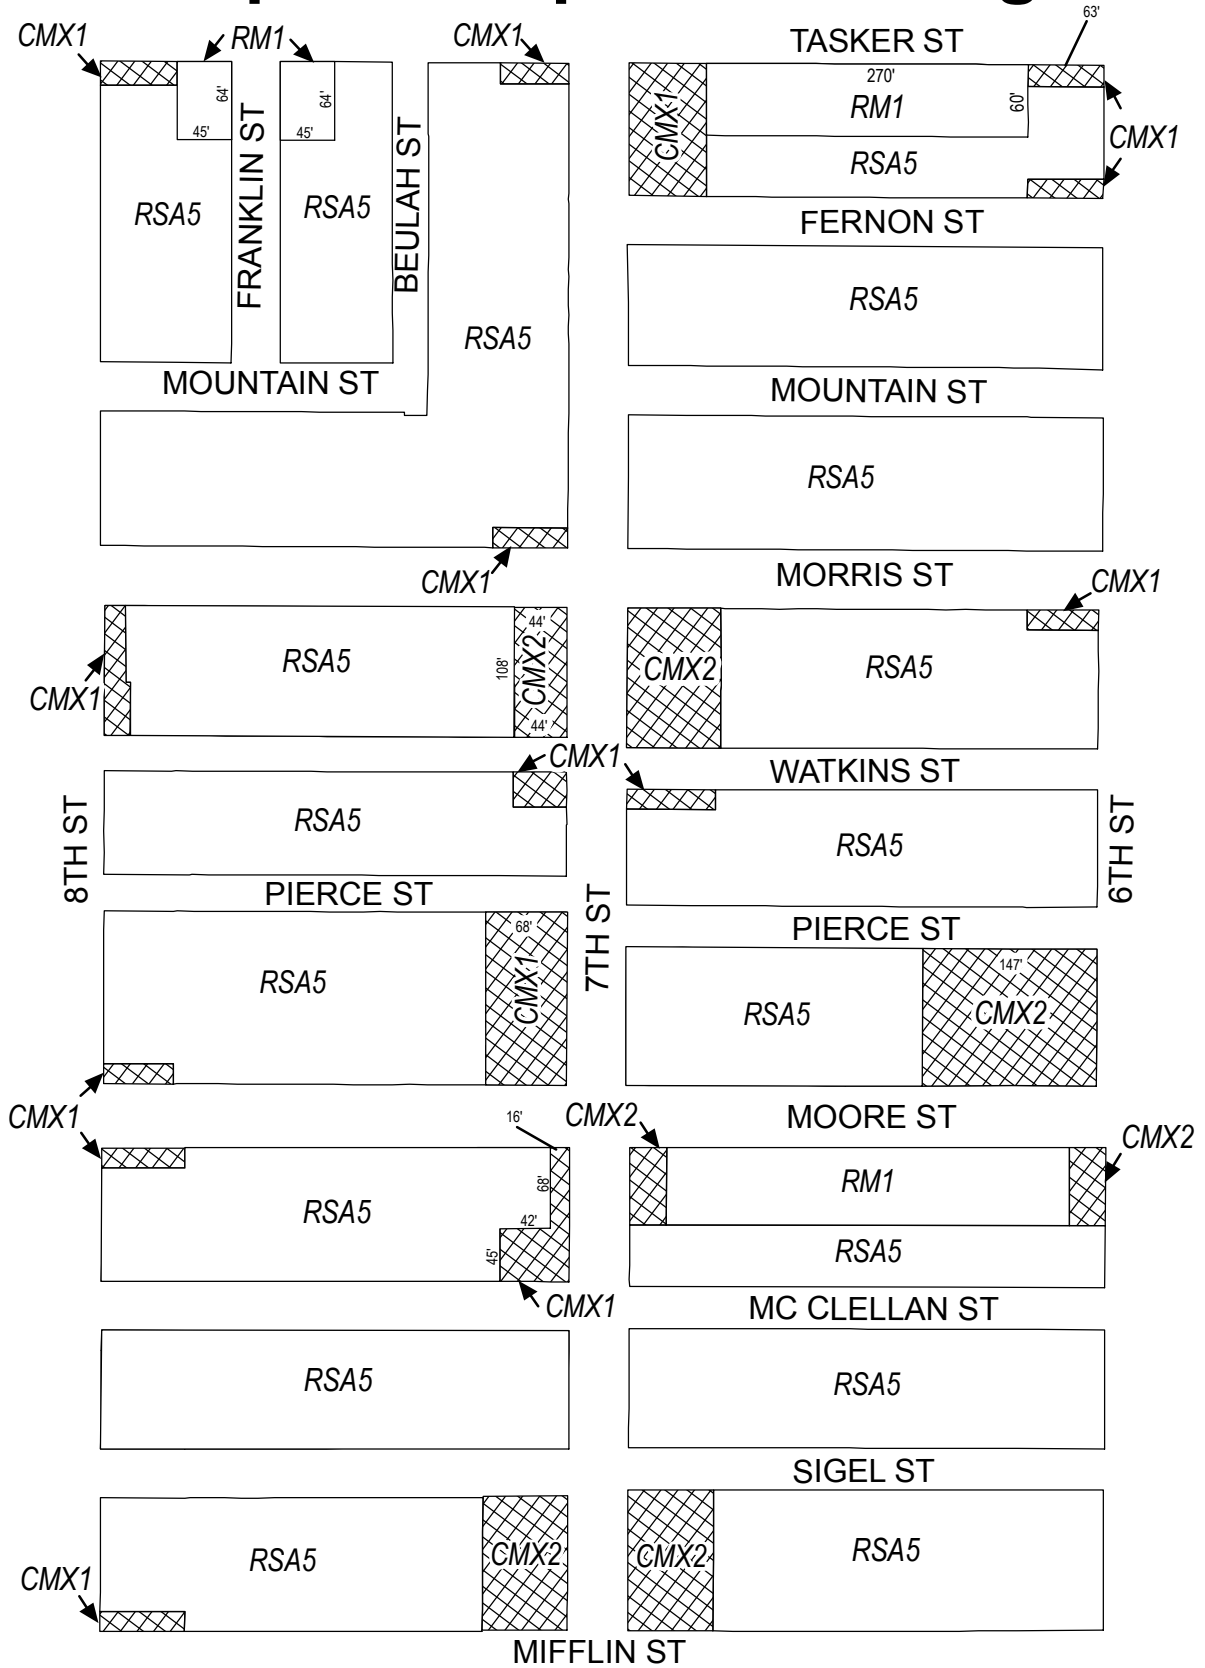 CMX1
RM1
CMX1
TASKER ST
63'
64'
45'
64'
45'
CMX1
270'
RM1
60'
CMX1
RSA5
FRANKLIN ST
RSA5
BEULAH ST
RSA5
RSA5
FERNON ST
RSA5
MOUNTAIN ST
MOUNTAIN ST
RSA5
CMX1
MORRIS ST
CMX1
CMX1
RSA5
108'
44'
CMX2
44'
CMX2
RSA5
CMX1
WATKINS ST
8TH ST
RSA5
RSA5
6TH ST
PIERCE ST
7TH ST
PIERCE ST
RSA5
68'
CMX1
RSA5
147'
CMX2
CMX1
16'
CMX2
MOORE ST
CMX2
RSA5
68'
42'
45'
RM1
RSA5
CMX1
MC CLELLAN ST
RSA5
RSA5
SIGEL ST
CMX1
RSA5
CMX2
CMX2
RSA5
MIFFLIN ST